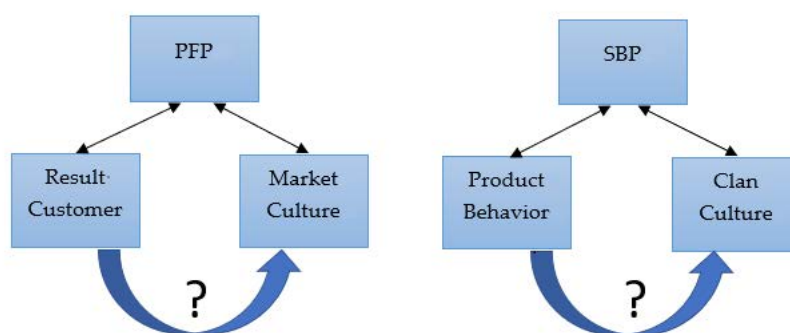 PFP
SBP
Result·
Customer
Market
Culture
Product
Behavior
Clan
Culture
?
?